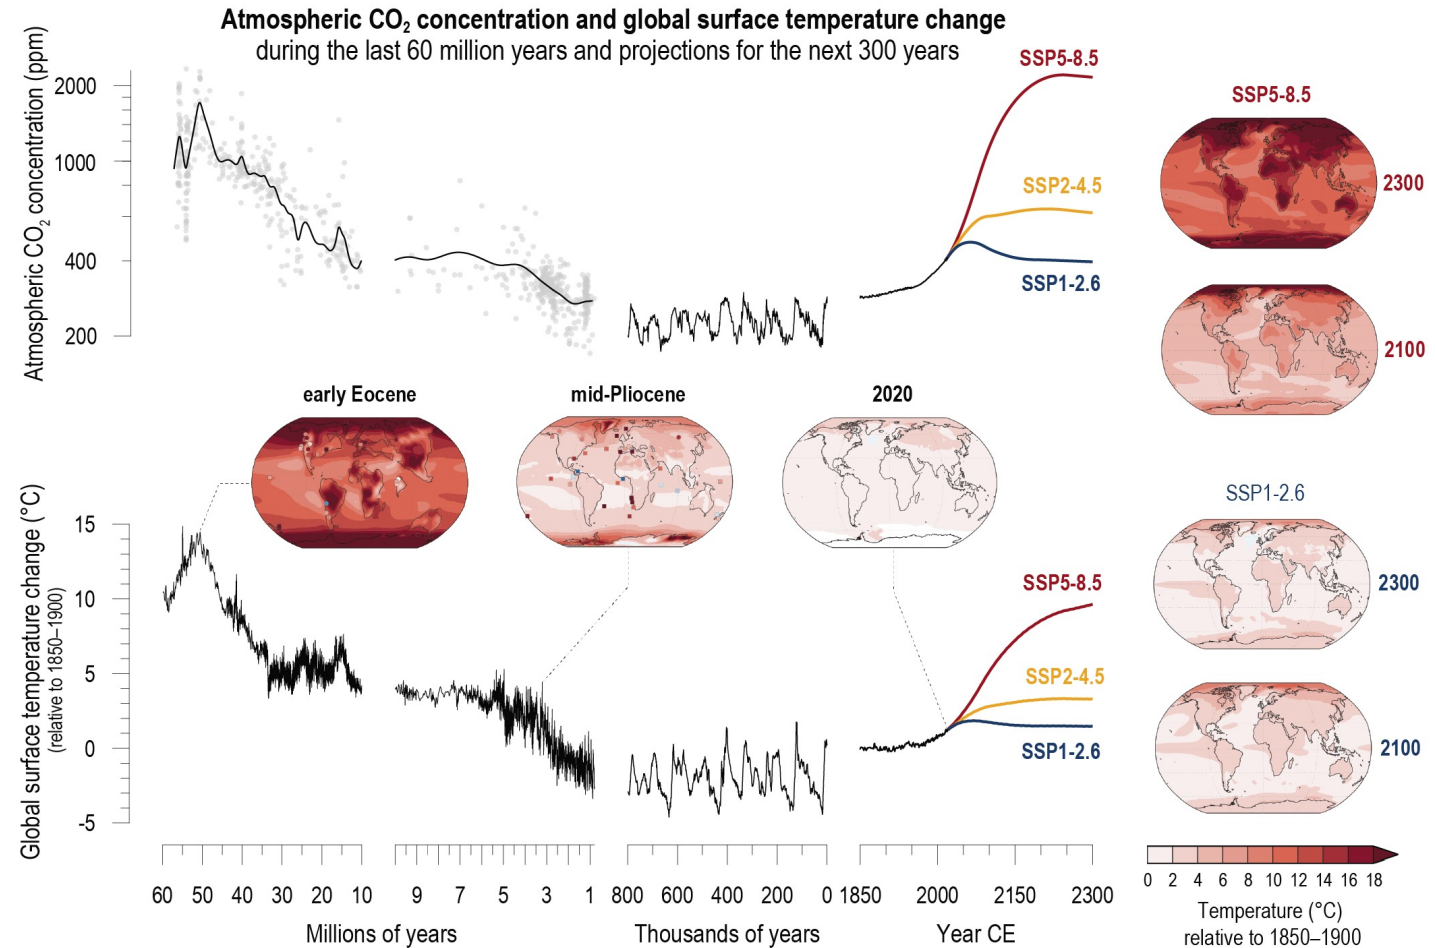 Atmospheric CO₂ concentration and global surface temperature change
during the last 60 million years and projections for the next 300 years
Atmospheric CO₂ concentration (ppm)
2000
1000
400
200
SSP5-8.5
SSP2-4.5
SSP1-2.6
SSP5-8.5
2300
2100
early Eocene
mid-Pliocene
2020
Global surface temperature change (°C)
(relative to 1850–1900)
15
10
5
0
-5
SSP5-8.5
SSP2-4.5
SSP1-2.6
SSP1-2.6
2300
2100
60 50 40 30 20 10
Millions of years
9 7 5 3 1
800 600 400 200 0
Thousands of years
1850 2000 2150 2300
Year CE
0 2 4 6 8 10 12 14 16 18
Temperature (°C)
relative to 1850–1900